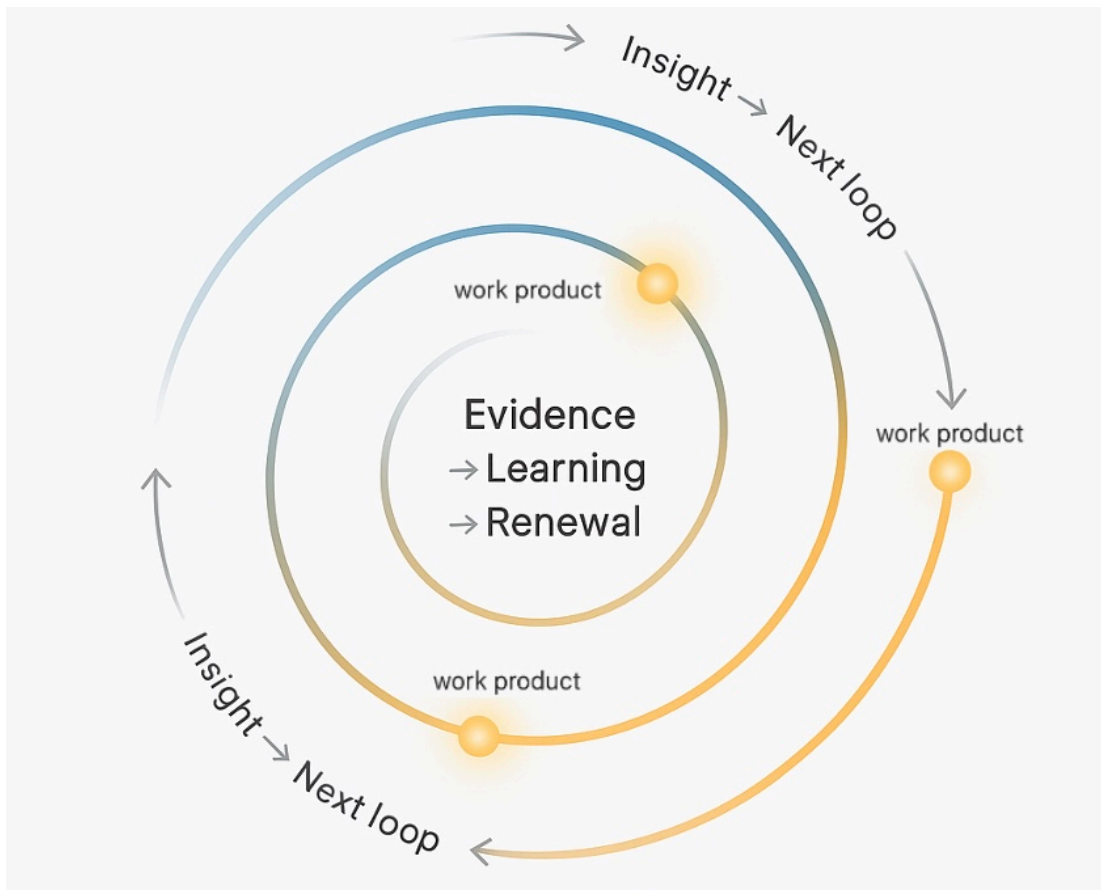 Insight → Next loop
work product
Evidence
→ Learning
→ Renewal
work product
work product
Insight → Next loop